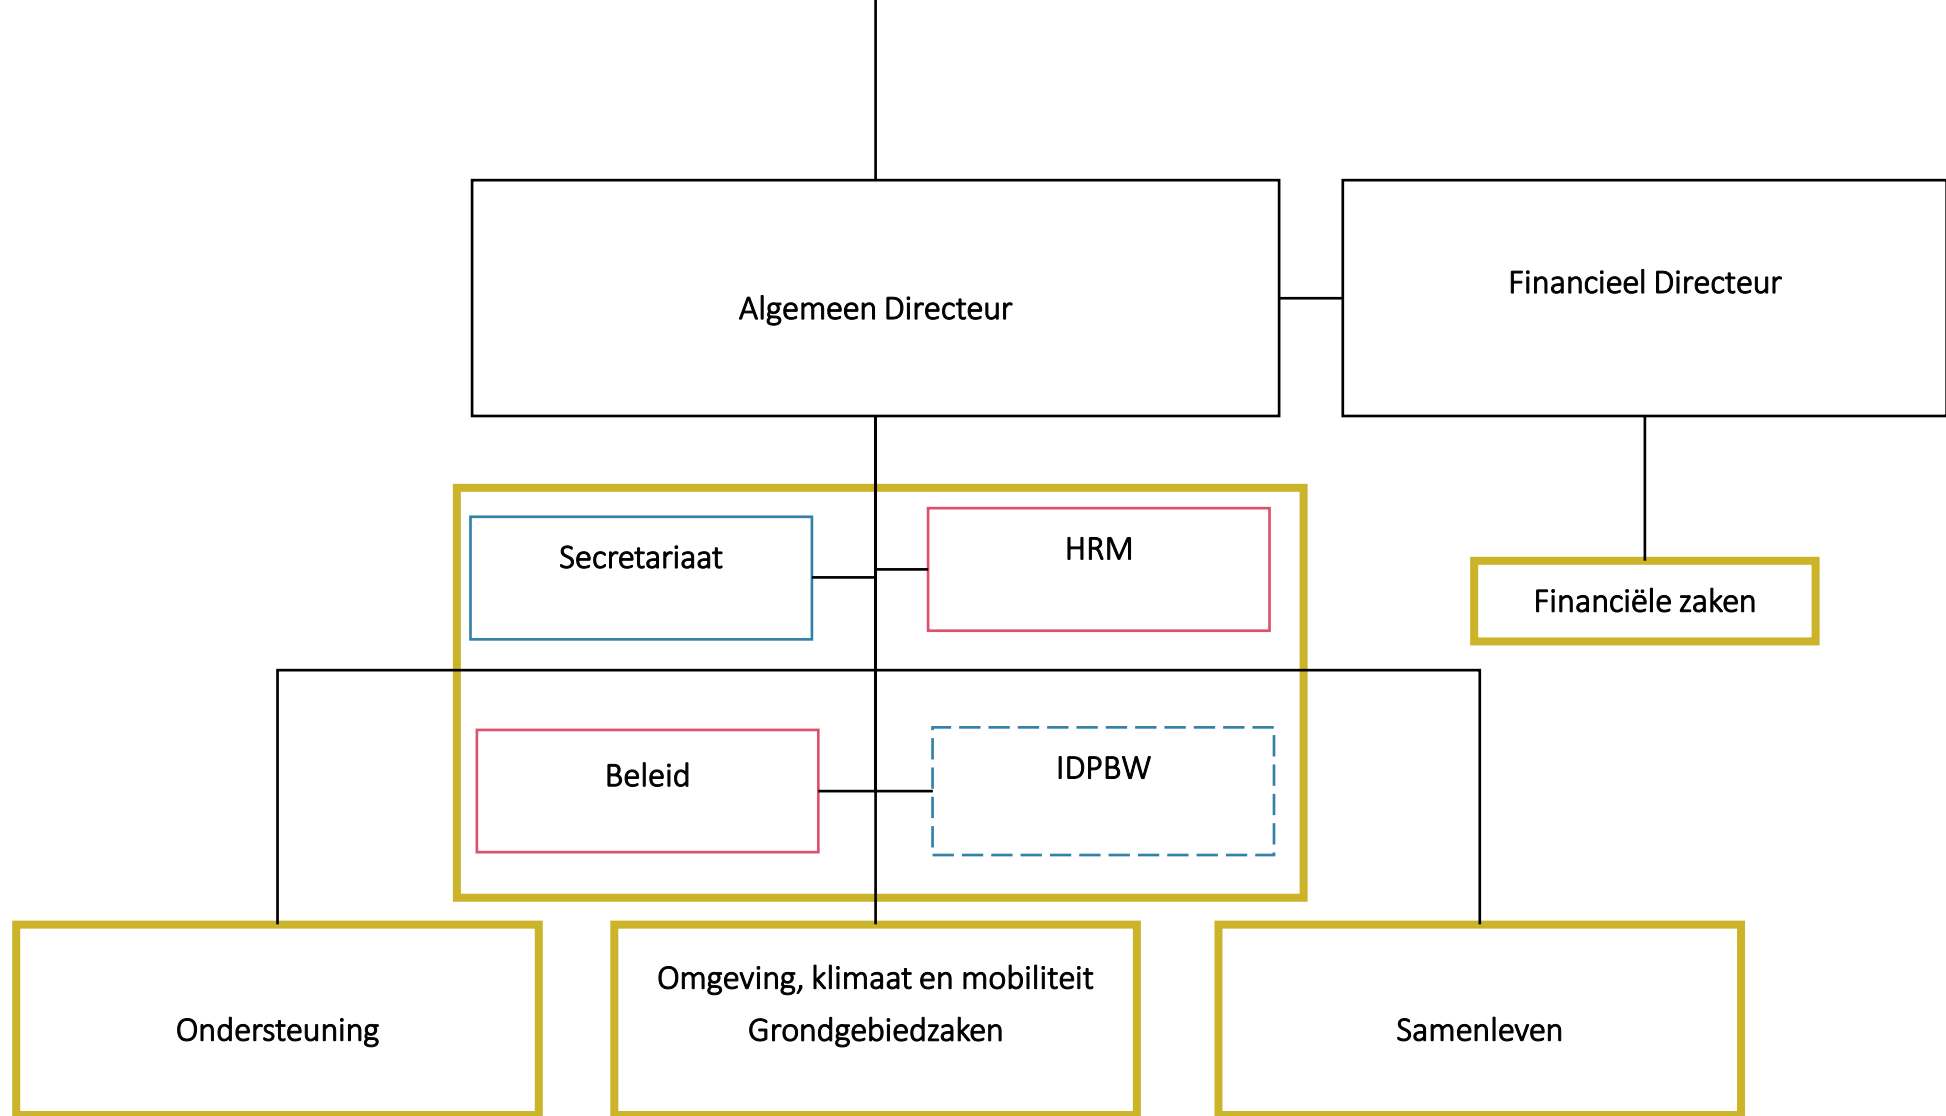 Algemeen Directeur
Financieel Directeur
Secretariaat
HRM
Financiële zaken
Beleid
IDPBW
Ondersteuning
Omgeving, klimaat en mobiliteit
Grondgebiedzaken
Samenleven